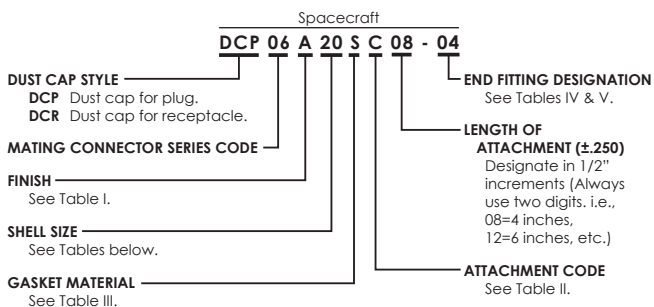 Spacecraft
DCP 06 A 20 S C 08 - 04
DUST CAP STYLE
DCP Dust cap for plug.
DCR Dust cap for receptacle.
MATING CONNECTOR SERIES CODE
FINISH
See Table I.
SHELL SIZE
See Tables below.
GASKET MATERIAL
See Table III.
END FITTING DESIGNATION
See Tables IV & V.
LENGTH OF
ATTACHMENT (±.250)
Designate in 1/2"
increments (Always
use two digits. i.e.,
08=4 inches,
12=6 inches, etc.)
ATTACHMENT CODE
See Table II.